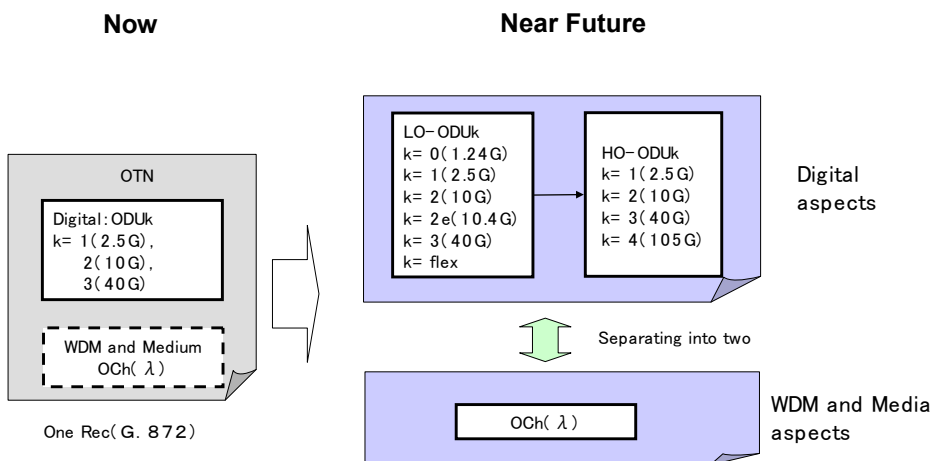 Now
Near Future
OTN
Digital:ODUk
k= 1(2.5G),
2(10G),
3(40G)
WDM and Medium
OCh( λ)
One Rec(G. 872)
LO-ODUk
k= 0(1.24G)
k= 1(2.5G)
k= 2(10G)
k= 2e(10.4G)
k= 3(40G)
k= flex
HO-ODUk
k= 1(2.5G)
k= 2(10G)
k= 3(40G)
k= 4(105G)
Digital
aspects
Separating into two
OCh( λ)
WDM and Media
aspects